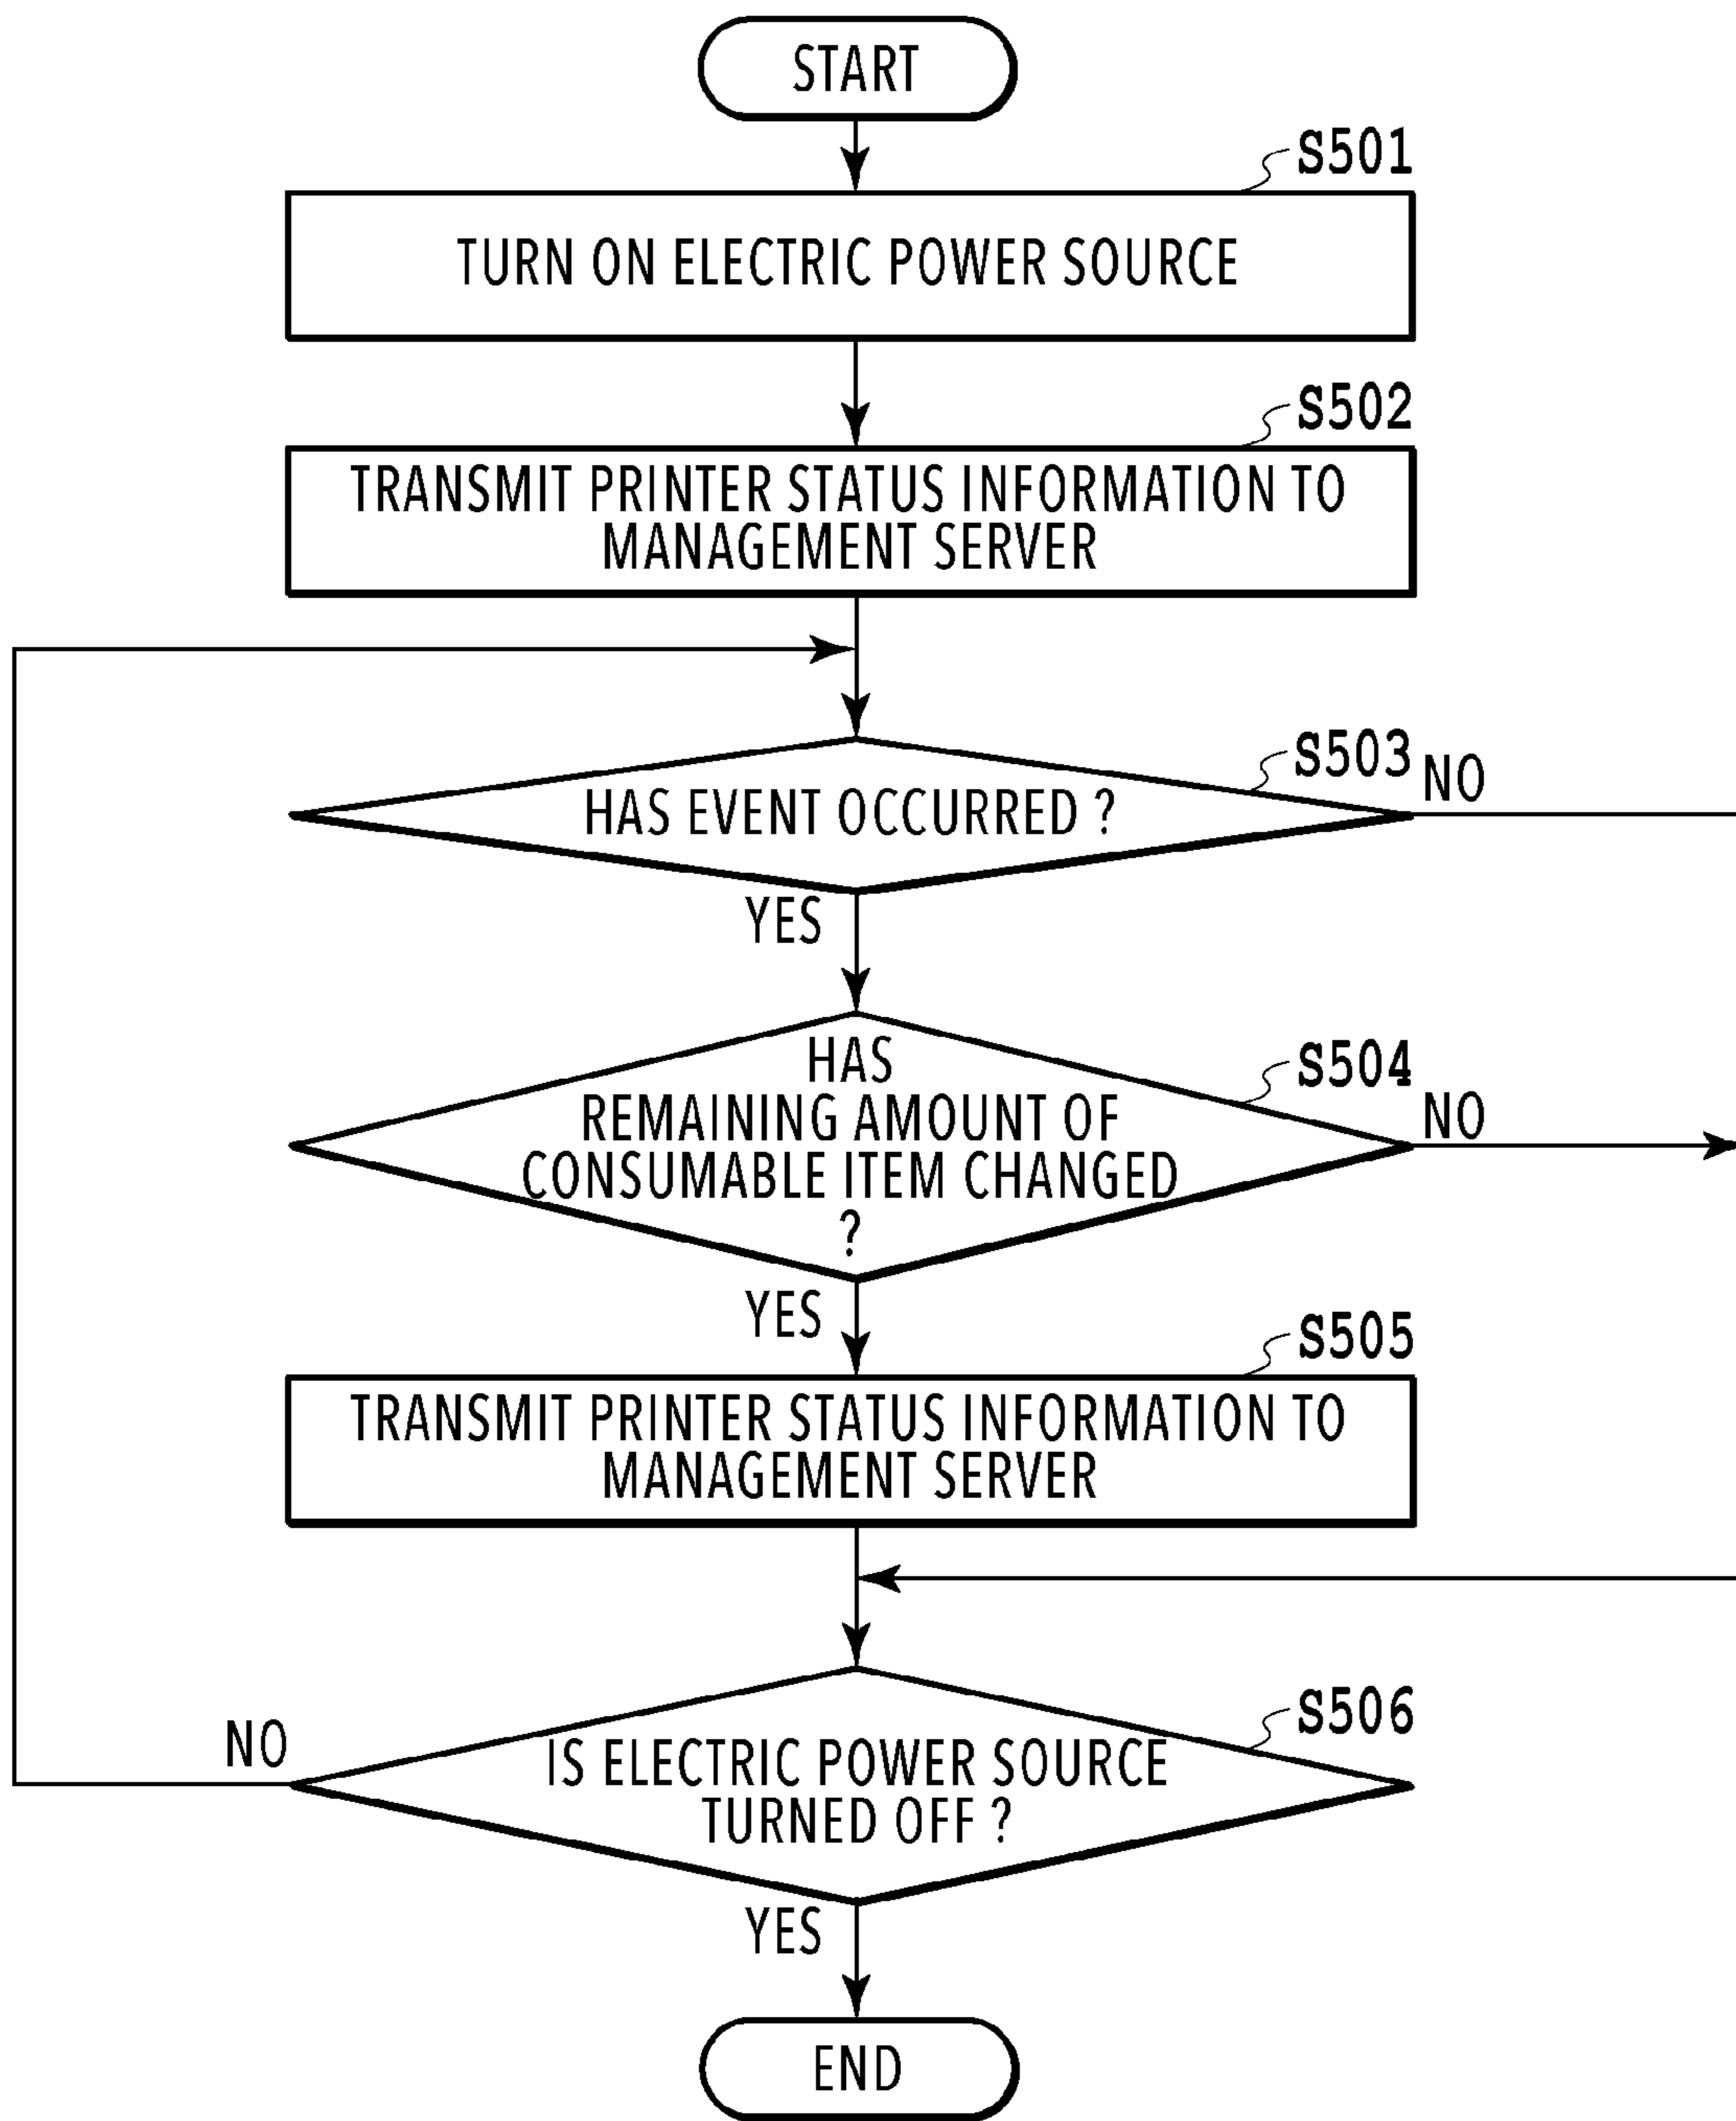 START
S501
TURN ON ELECTRIC POWER SOURCE
S502
TRANSMIT PRINTER STATUS INFORMATION TO
MANAGEMENT SERVER
S503
NO
HAS EVENT OCCURRED ?
YES
HAS
S504
REMAINING AMOUNT OF
NO
CONSUMABLE ITEM CHANGED
?
YES
S505
TRANSMIT PRINTER STATUS INFORMATION TO
MANAGEMENT SERVER
S506
NO
IS ELECTRIC POWER SOURCE
TURNED OFF ?
YES
END